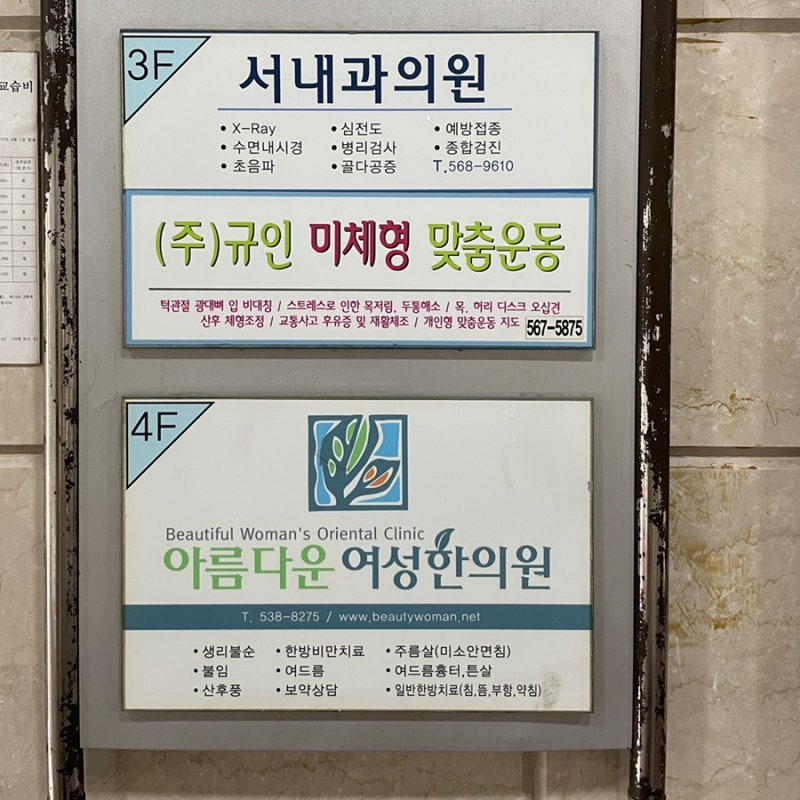 교습비
3F
서내과의원
• X-Ray • 심전도 • 예방접종
• 수면내시경 • 병리검사 • 종합검진
• 초음파 • 골다공증 T.568-9610
(주)규인 미체형 맞춤운동
턱관절 광대뼈 입 비대칭 / 스트레스로 인한 목저림, 두통해소 / 목. 허리 디스크 오십견
산후 체형조정 / 교통사고 후유증 및 재활체조 / 개인형 맞춤운동 지도 567-5875
4F
Beautiful Woman's Oriental Clinic
아름다운 여성한의원
T. 538-8275 / www.beautywoman.net
• 생리불순 • 한방비만치료 • 주름살(미소안면침)
• 불임 • 여드름 • 여드름흉터,튼살
• 산후풍 • 보약상담 • 일반한방치료(침,뜸,부항,약침)